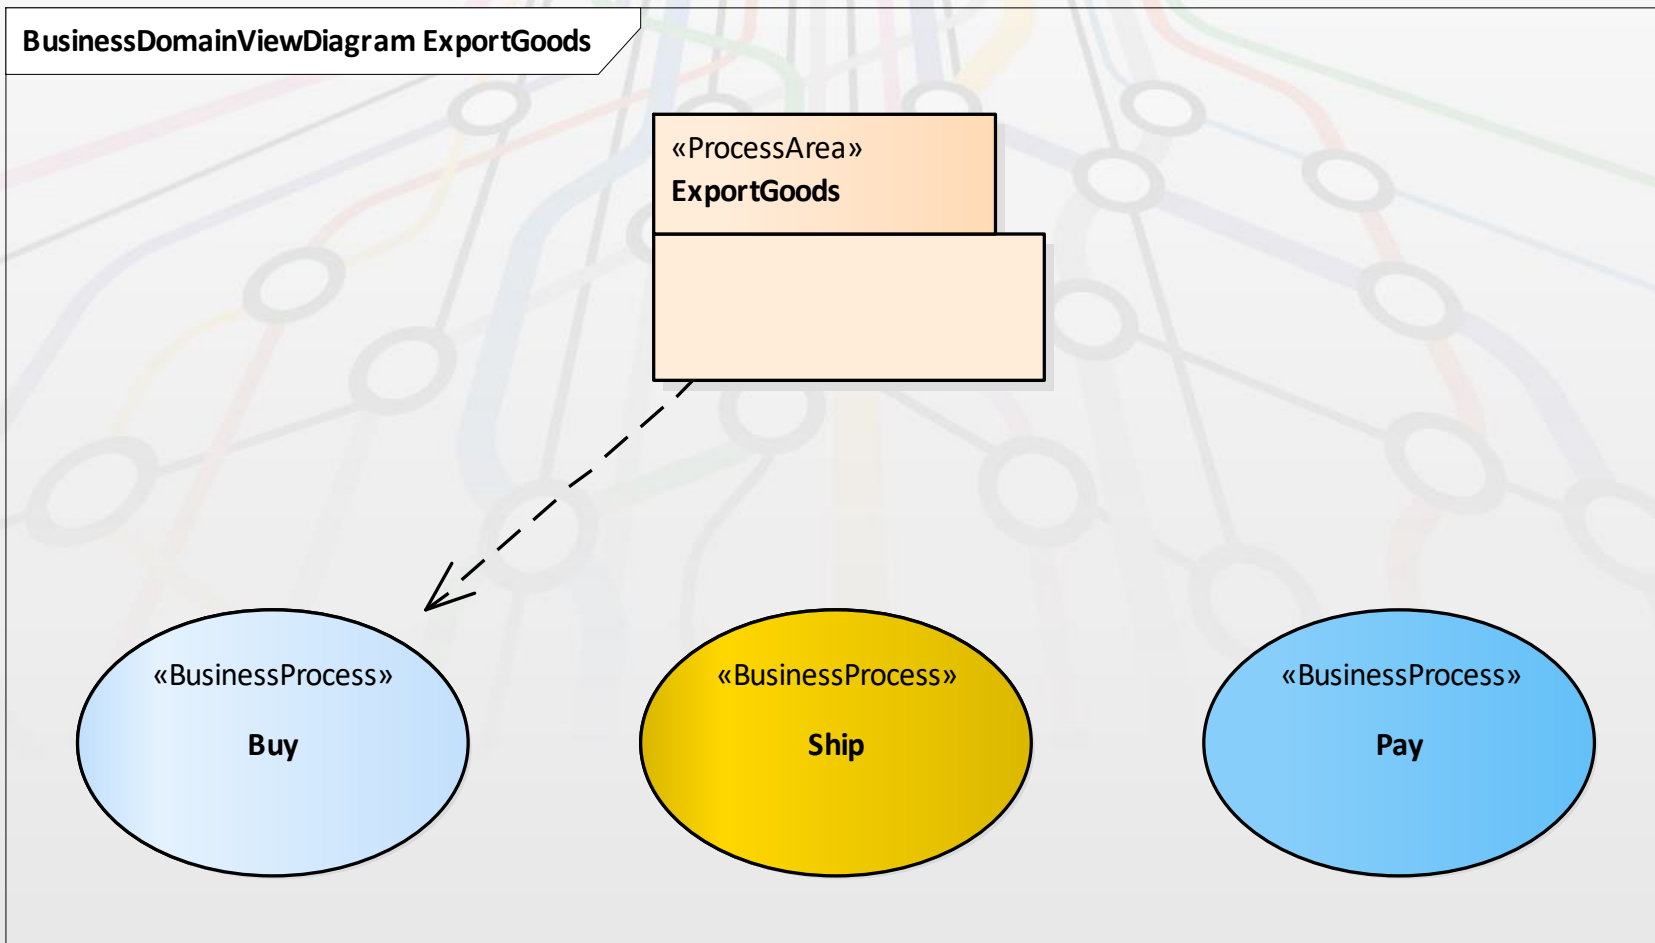 BusinessDomainViewDiagram ExportGoods
«ProcessArea»
ExportGoods
«BusinessProcess»
Buy
«BusinessProcess»
Ship
«BusinessProcess»
Pay